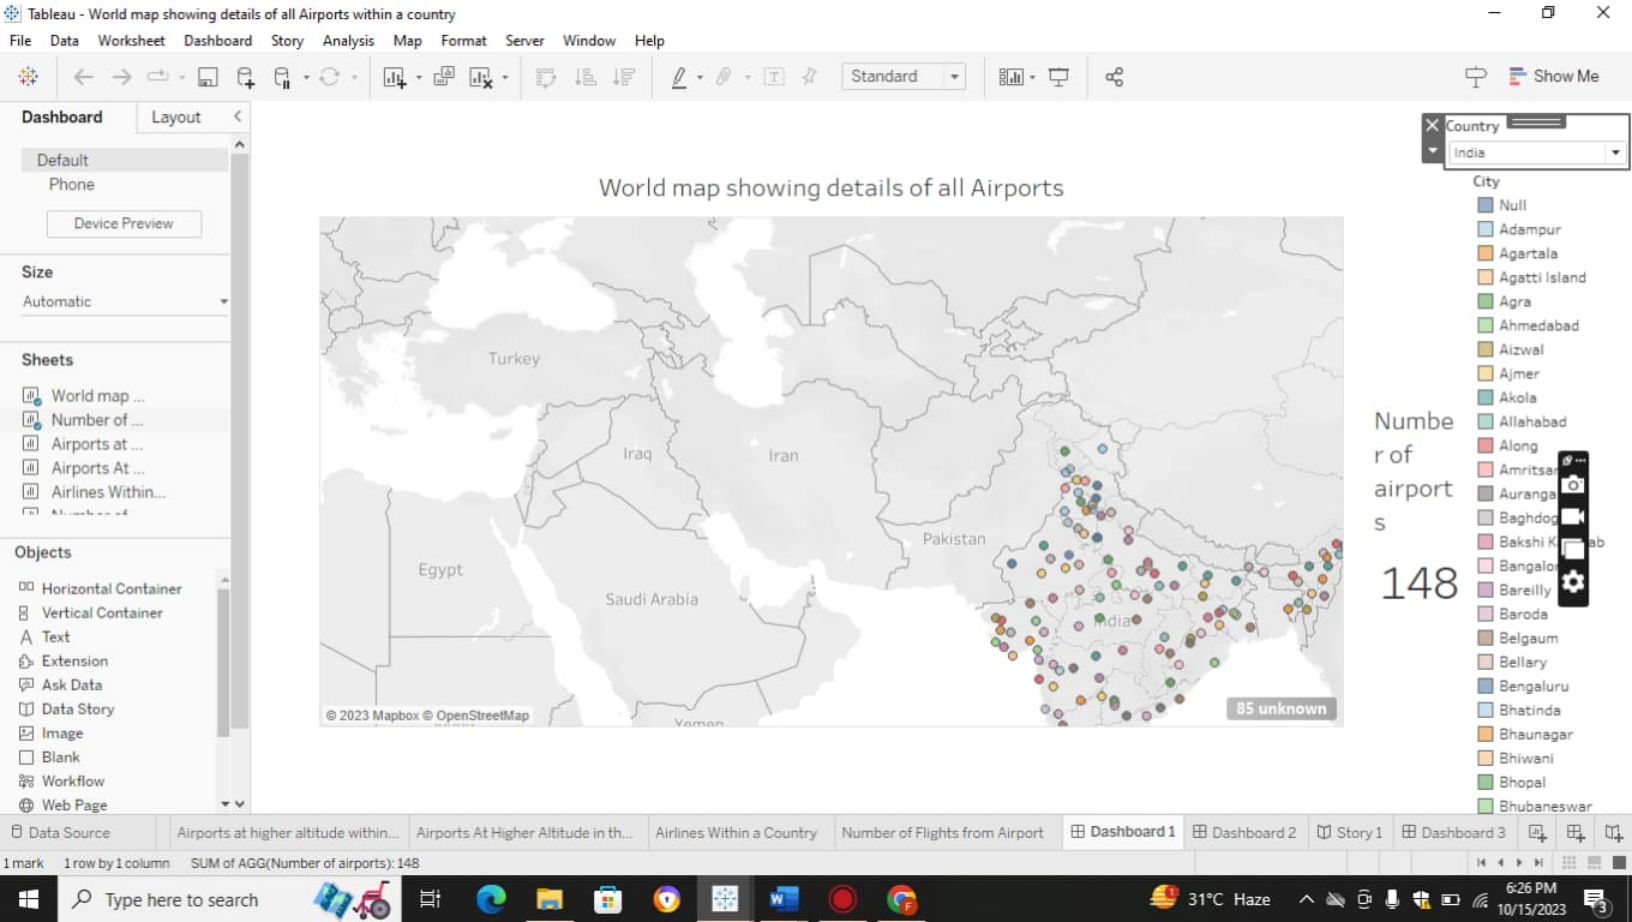 Tableau - World map showing details of all Airports within a country
File Data Worksheet Dashboard Story Analysis Map Format Server Window Help
Standard
Show Me
Dashboard Layout
Default
Phone
Device Preview
Size
Automatic
Sheets
World map ...
Number of ...
Airports at ...
Airports At ...
Airlines Within...
Objects
Horizontal Container
Vertical Container
Text
Extension
Ask Data
Data Story
Image
Blank
Workflow
Web Page
World map showing details of all Airports
Turkey
Iraq
Iran
Pakistan
Egypt
Saudi Arabia
India
Yemen
© 2023 Mapbox © OpenStreetMap
85 unknown
Numbe
r of
airport
s
148
Country
India
City
Null
Adampur
Agartala
Agatti Island
Agra
Ahmedabad
Aizwal
Ajmer
Akola
Allahabad
Along
Amritsar
Auranga
Baghdog
Bakshi K ab
Bangalor
Bareilly
Baroda
Belgaum
Bellary
Bengaluru
Bhatinda
Bhaunagar
Bhiwani
Bhopal
Bhubaneswar
Data Source Airports at higher altitude within... Airports At Higher Altitude in th... Airlines Within a Country Number of Flights from Airport Dashboard 1 Dashboard 2 Story 1 Dashboard 3
1 mark 1 row by 1 column SUM of AGG(Number of airports): 148
Type here to search
31°C Haze
6:26 PM
10/15/2023
3